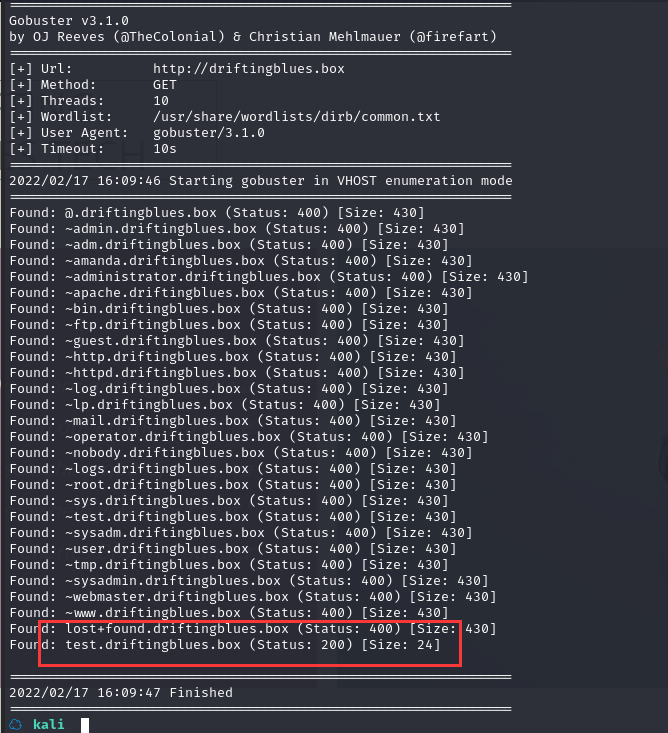 Gobuster v3.1.0
by OJ Reeves (@TheColonial) & Christian Mehlmauer (@firefart)
[+] Url: http://driftingblues.box
[+] Method: GET
[+] Threads: 10
[+] Wordlist: /usr/share/wordlists/dirb/common.txt
[+] User Agent: gobuster/3.1.0
[+] Timeout: 10s
2022/02/17 16:09:46 Starting gobuster in VHOST enumeration mode
Found: @.driftingblues.box (Status: 400) [Size: 430]
Found: ~admin.driftingblues.box (Status: 400) [Size: 430]
Found: ~adm.driftingblues.box (Status: 400) [Size: 430]
Found: ~amanda.driftingblues.box (Status: 400) [Size: 430]
Found: ~administrator.driftingblues.box (Status: 400) [Size: 430]
Found: ~apache.driftingblues.box (Status: 400) [Size: 430]
Found: ~bin.driftingblues.box (Status: 400) [Size: 430]
Found: ~ftp.driftingblues.box (Status: 400) [Size: 430]
Found: ~guest.driftingblues.box (Status: 400) [Size: 430]
Found: ~http.driftingblues.box (Status: 400) [Size: 430]
Found: ~httpd.driftingblues.box (Status: 400) [Size: 430]
Found: ~log.driftingblues.box (Status: 400) [Size: 430]
Found: ~lp.driftingblues.box (Status: 400) [Size: 430]
Found: ~mail.driftingblues.box (Status: 400) [Size: 430]
Found: ~operator.driftingblues.box (Status: 400) [Size: 430]
Found: ~nobody.driftingblues.box (Status: 400) [Size: 430]
Found: ~logs.driftingblues.box (Status: 400) [Size: 430]
Found: ~root.driftingblues.box (Status: 400) [Size: 430]
Found: ~sys.driftingblues.box (Status: 400) [Size: 430]
Found: ~test.driftingblues.box (Status: 400) [Size: 430]
Found: ~sysadm.driftingblues.box (Status: 400) [Size: 430]
Found: ~user.driftingblues.box (Status: 400) [Size: 430]
Found: ~tmp.driftingblues.box (Status: 400) [Size: 430]
Found: ~sysadmin.driftingblues.box (Status: 400) [Size: 430]
Found: ~webmaster.driftingblues.box (Status: 400) [Size: 430]
Found: ~www.driftingblues.box (Status: 400) [Size: 430]
Found: lost+found.driftingblues.box (Status: 400) [Size: 430]
Found: test.driftingblues.box (Status: 200) [Size: 24]
2022/02/17 16:09:47 Finished
kali